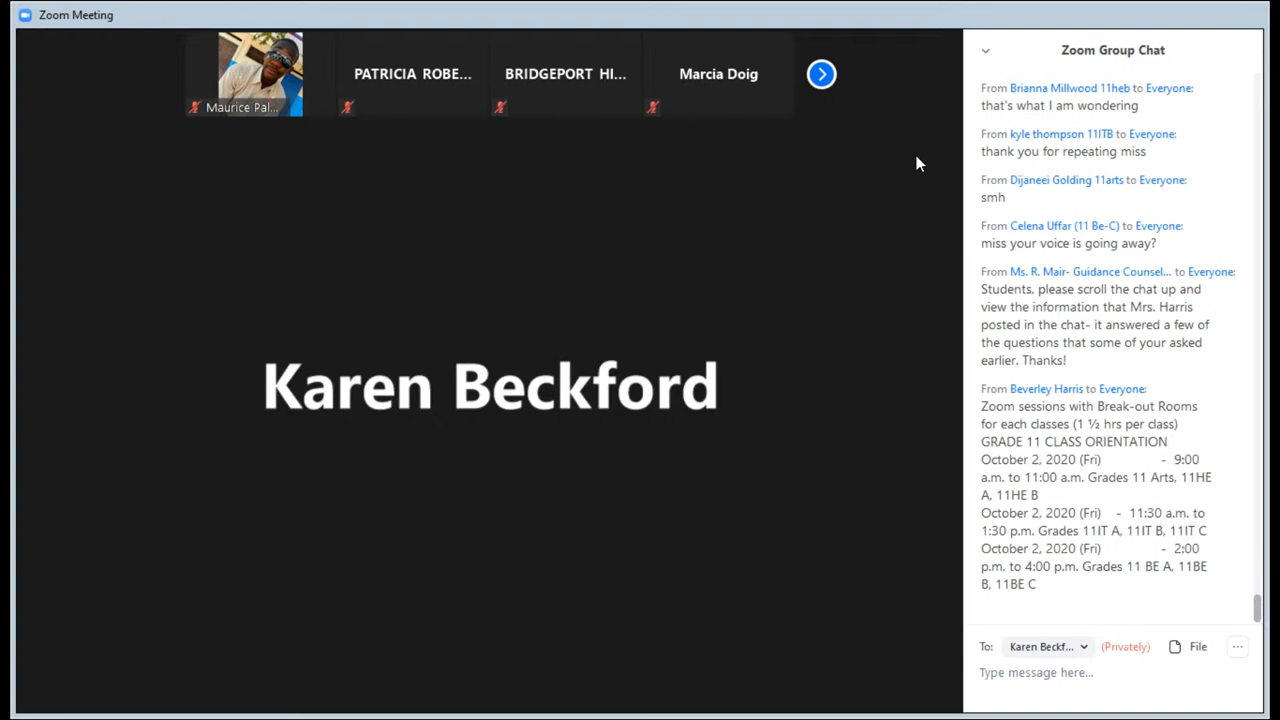 Zoom Meeting
Maurice Pal...
PATRICIA ROBE...
BRIDGEPORT HI...
Marcia Doig
Karen Beckford
Zoom Group Chat
From Brianna Millwood 11heb to Everyone:
that's what I am wondering
From kyle thompson 11ITB to Everyone:
thank you for repeating miss
From Dijaneei Golding 11arts to Everyone:
smh
From Celena Uffar (11 Be-C) to Everyone:
miss your voice is going away?
From Ms. R. Mair- Guidance Counsel... to Everyone:
Students, please scroll the chat up and
view the information that Mrs. Harris
posted in the chat- it answered a few of
the questions that some of your asked
earlier. Thanks!
From Beverley Harris to Everyone:
Zoom sessions with Break-out Rooms
for each classes (1 ½ hrs per class)
GRADE 11 CLASS ORIENTATION
October 2, 2020 (Fri) - 9:00
a.m. to 11:00 a.m. Grades 11 Arts, 11HE
A, 11HE B
October 2, 2020 (Fri) - 11:30 a.m. to
1:30 p.m. Grades 11IT A, 11IT B, 11IT C
October 2, 2020 (Fri) - 2:00
p.m. to 4:00 p.m. Grades 11 BE A, 11BE
B, 11BE C
To: Karen Beckf... (Privately) File
Type message here...